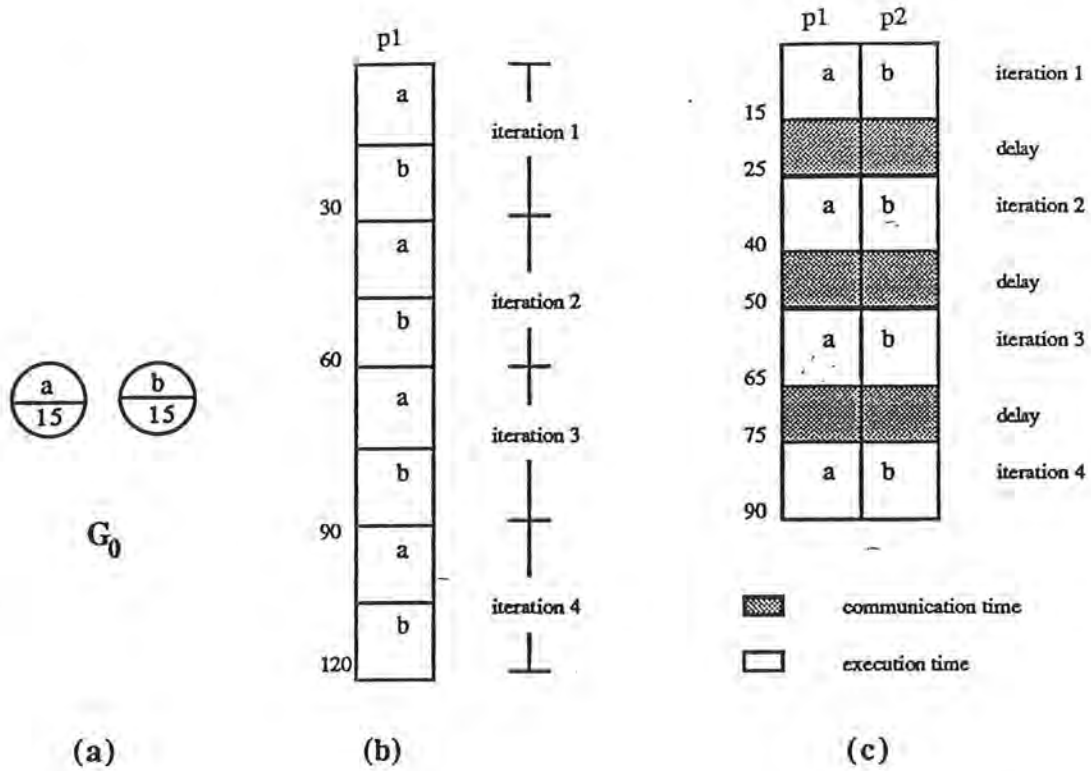 a
15
b
15
G0
(a)
p1
a
b
30
a
b
60
a
b
90
a
b
120
iteration 1
iteration 2
iteration 3
iteration 4
(b)
p1 p2
a b
15
25
a b
40
50
a b
65
75
a b
90
iteration 1
delay
iteration 2
delay
iteration 3
delay
iteration 4
communication time
execution time
(c)